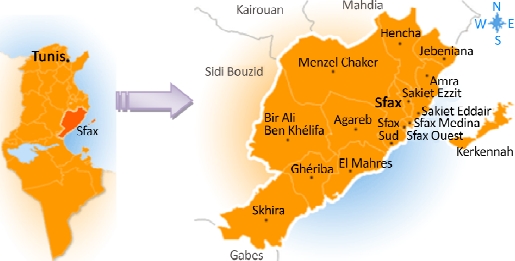 Tunis
Sfax
Kairouan
Mahdia
N
W E
S
Hencha
Jebeniana
Sidi Bouzid
Menzel Chaker
Amra
Sakiet Ezzit
Sfax
Sakiet Eddair
Bir Ali
Ben Khélifa
Agareb
Sfax Medina
Sfax
Sud
Sfax Ouest
Kerkennah
El Mahres
Ghériba
Skhira
Gabes